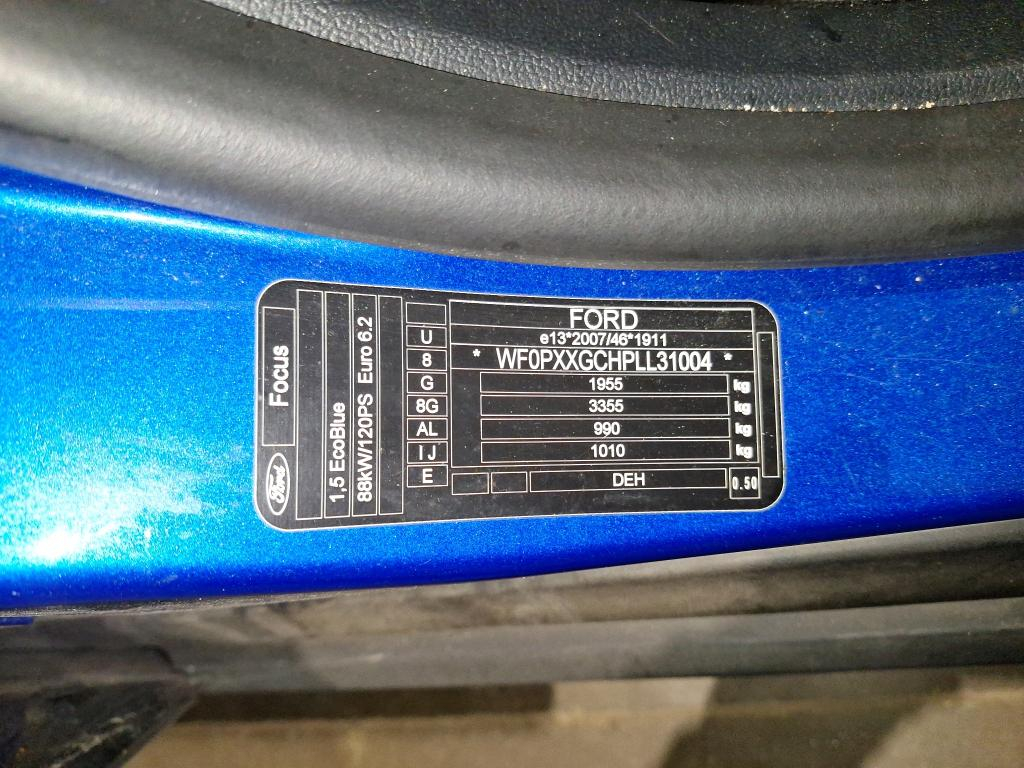 FORD
e13*2007/46*1911
* WF0PXXGCHPLL31004 *
1955 kg
3355 kg
990 kg
1010 kg
DEH 0.50
U
8
G
8G
AL
IJ
E
Focus
Ford
1,5 EcoBlue
88kW/120PS Euro 6.2